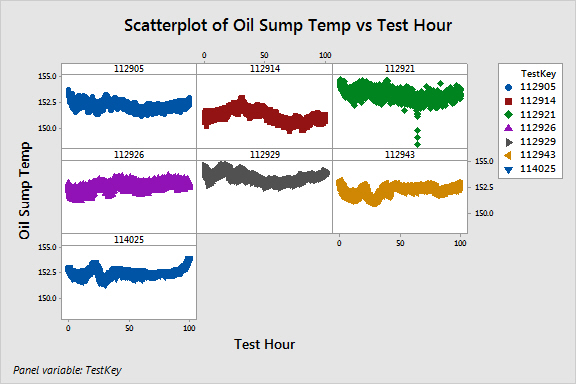 Scatterplot of Oil Sump Temp vs Test Hour
0 50 100
112905 112914 112921
155.0
152.5
150.0
112926 112929 112943
155.0
152.5
150.0
0 50 100
114025
155.0
152.5
150.0
0 50 100
Oil Sump Temp
Test Hour
TestKey
112905
112914
112921
112926
112929
112943
114025
Panel variable: TestKey